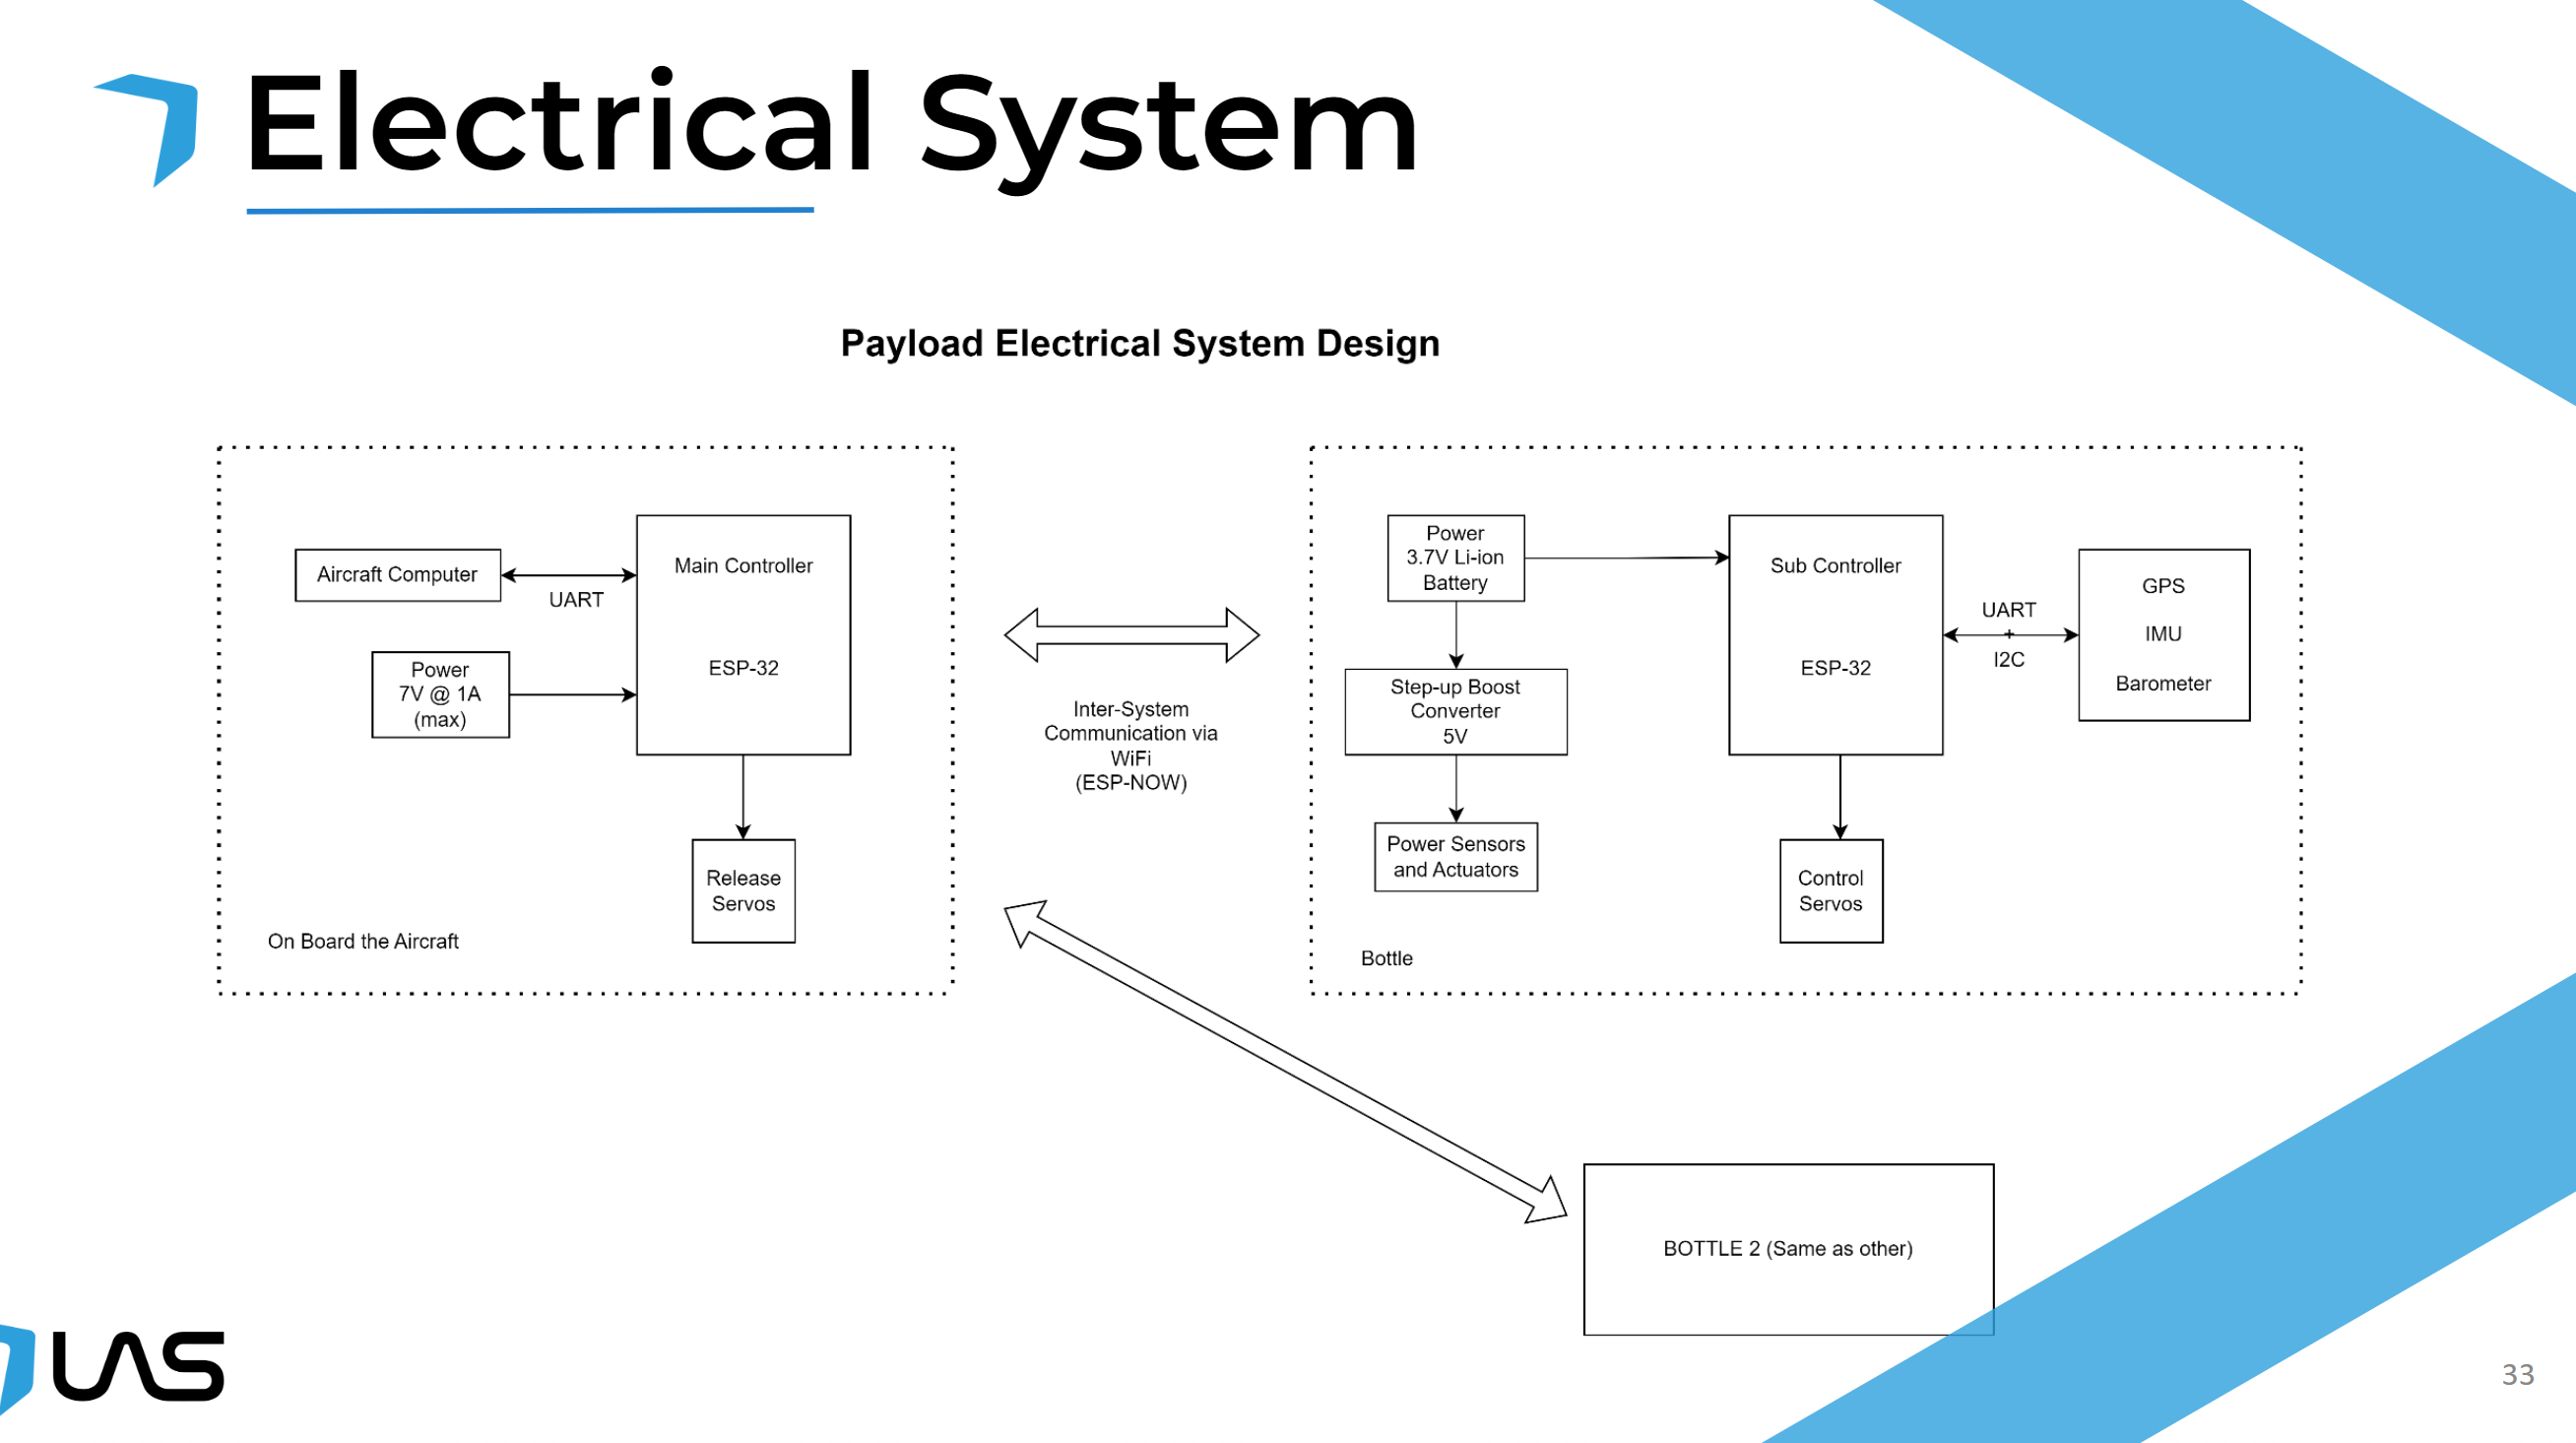 Electrical System
Payload Electrical System Design
Aircraft Computer
UART
Power
7V @ 1A
(max)
Main Controller
ESP-32
Release
Servos
On Board the Aircraft
Inter-System
Communication via
WiFi
(ESP-NOW)
Power
3.7V Li-ion
Battery
Step-up Boost
Converter
5V
Power Sensors
and Actuators
Sub Controller
ESP-32
UART
+
I2C
GPS
IMU
Barometer
Control
Servos
Bottle
BOTTLE 2 (Same as other)
UAS
33